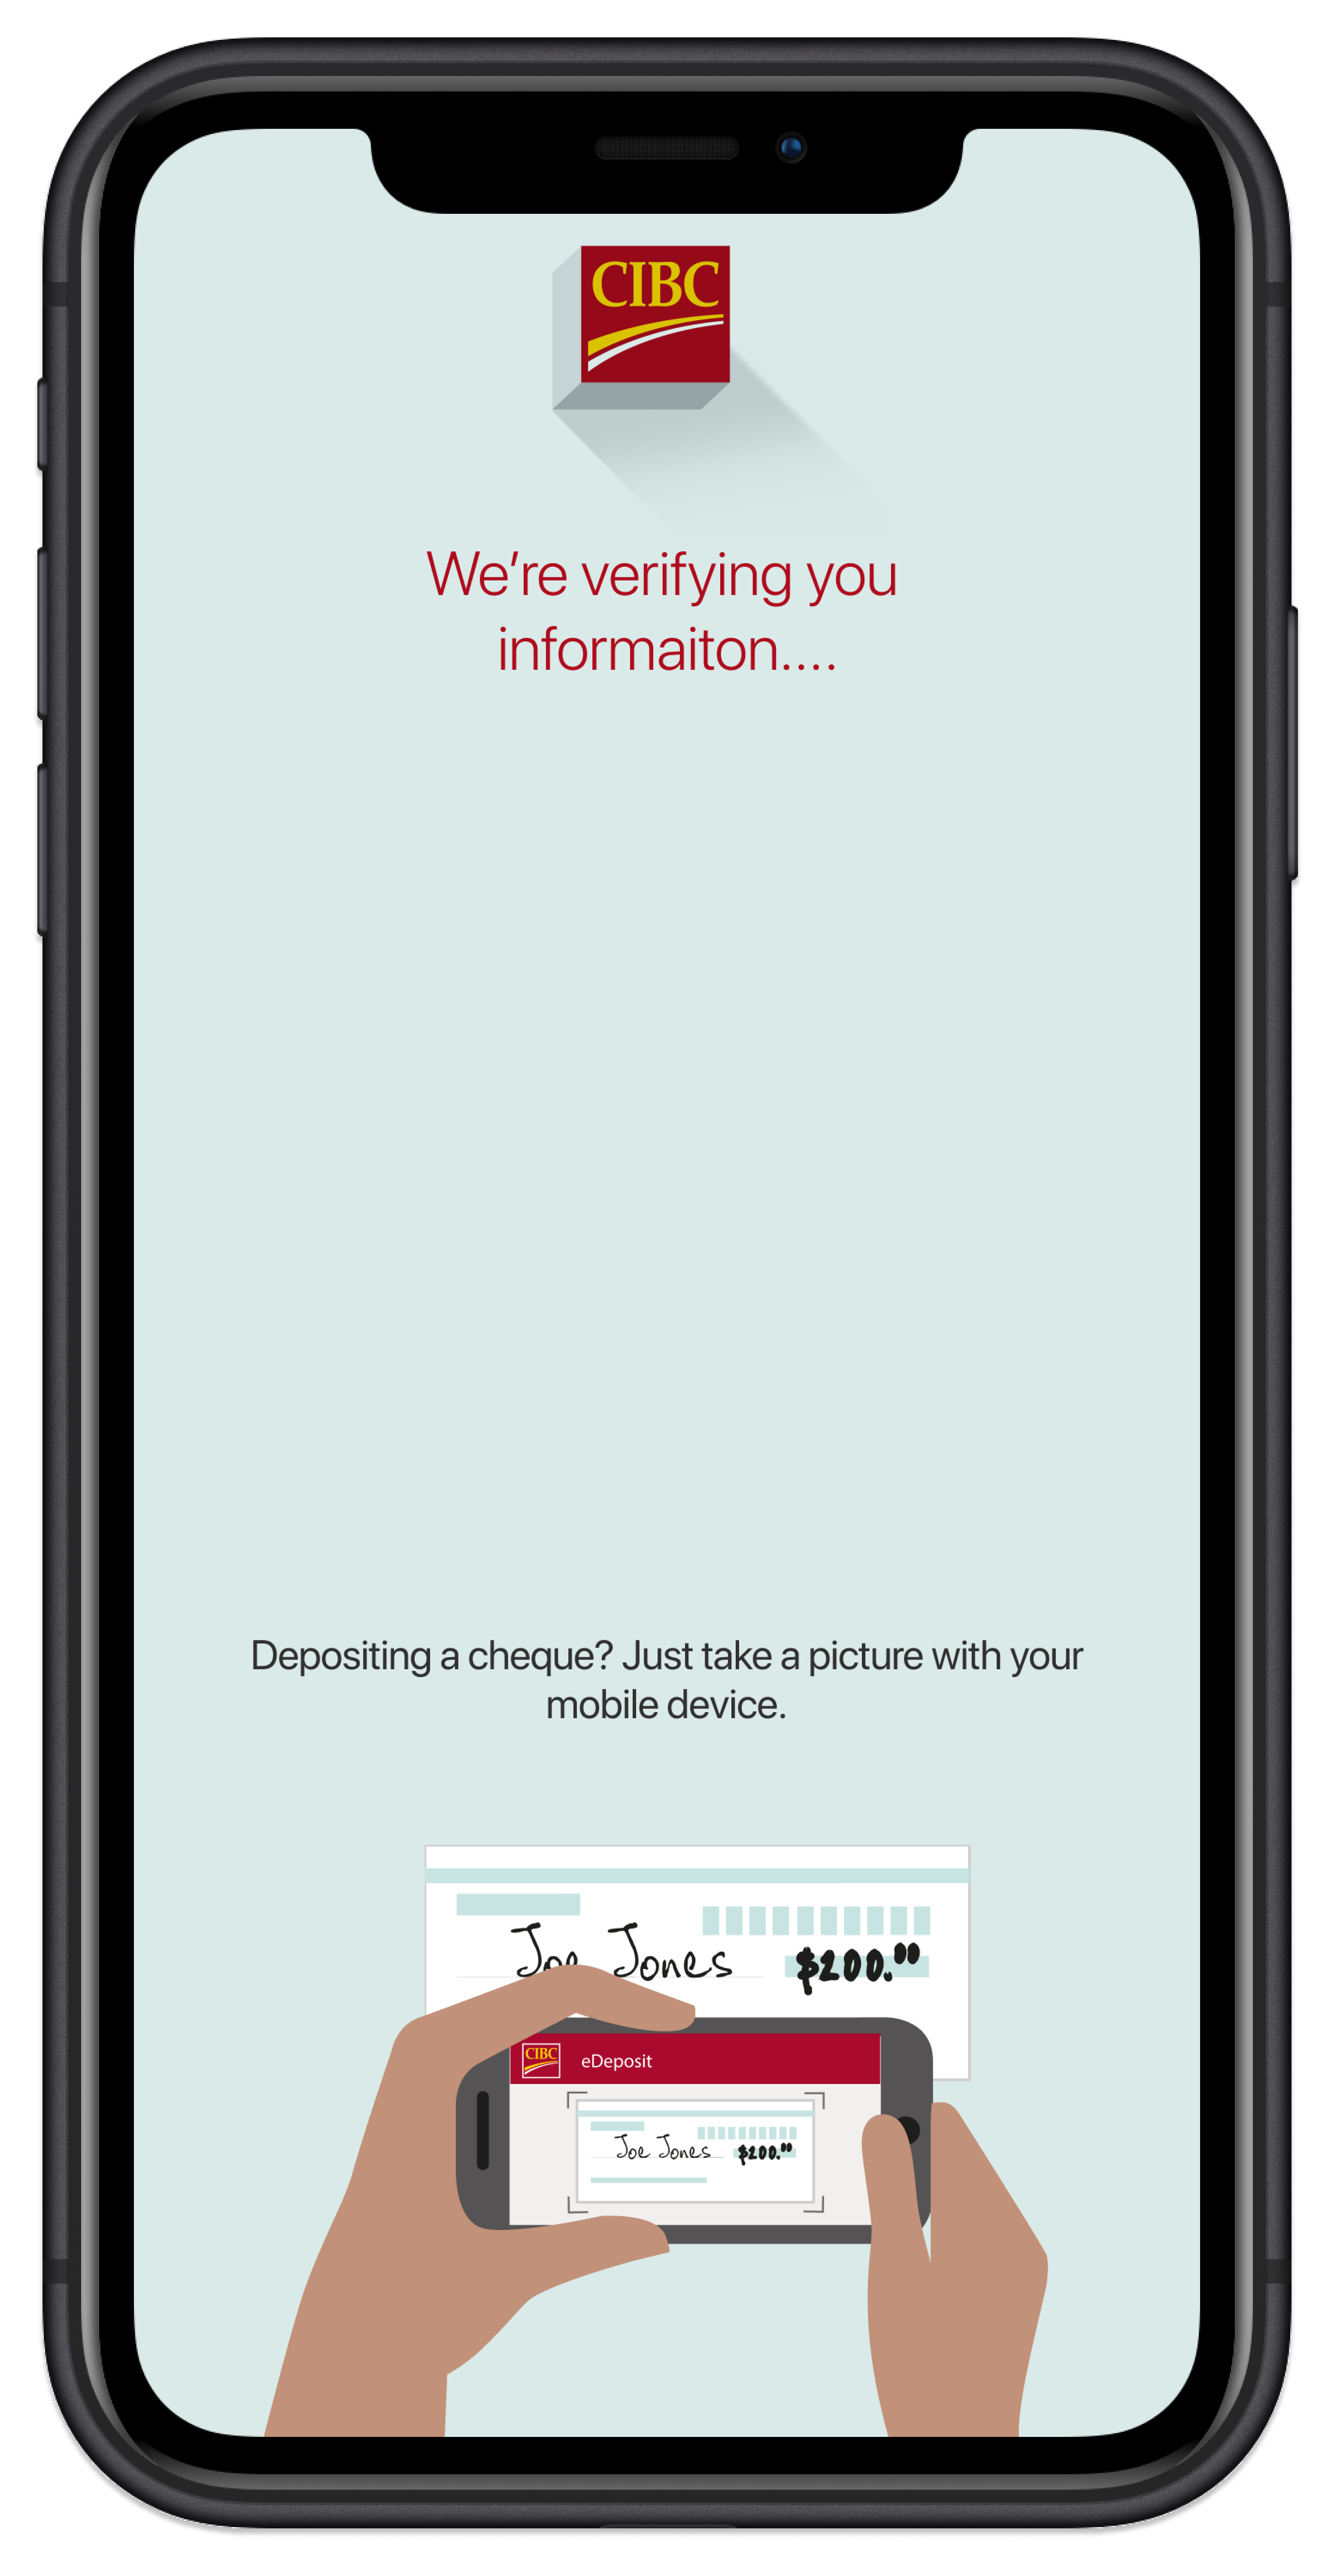 CIBC
We're verifying you
informaiton....
Depositing a cheque? Just take a picture with your
mobile device.
Joe Jones $200.00
CIBC eDeposit
Joe Jones $200.00